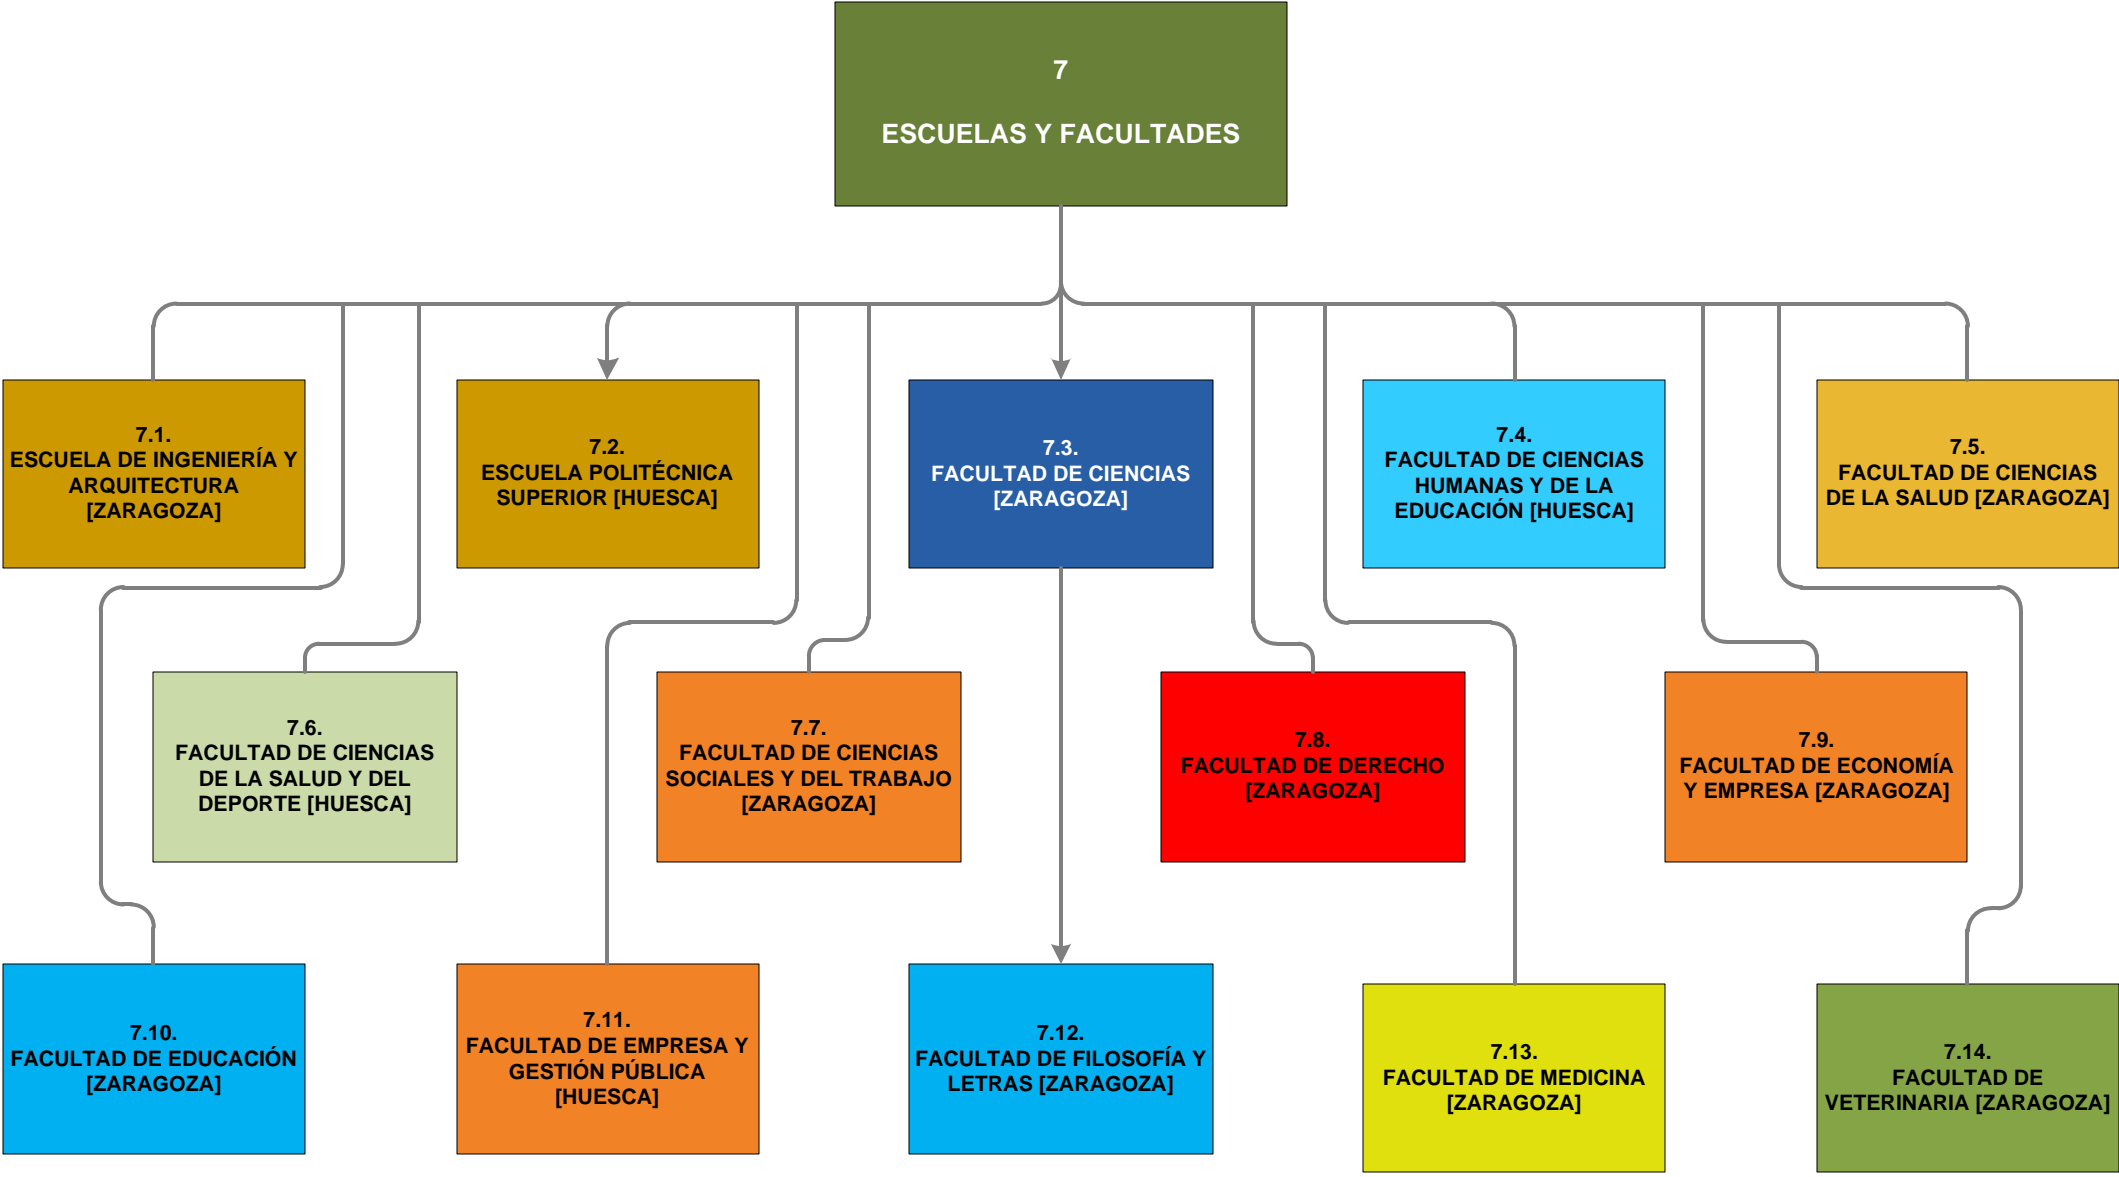 7
ESCUELAS Y FACULTADES
7.1.
ESCUELA DE INGENIERÍA Y
ARQUITECTURA
[ZARAGOZA]
7.2.
ESCUELA POLITÉCNICA
SUPERIOR [HUESCA]
7.3.
FACULTAD DE CIENCIAS
[ZARAGOZA]
7.4.
FACULTAD DE CIENCIAS
HUMANAS Y DE LA
EDUCACIÓN [HUESCA]
7.5.
FACULTAD DE CIENCIAS
DE LA SALUD [ZARAGOZA]
7.6.
FACULTAD DE CIENCIAS
DE LA SALUD Y DEL
DEPORTE [HUESCA]
7.7.
FACULTAD DE CIENCIAS
SOCIALES Y DEL TRABAJO
[ZARAGOZA]
7.8.
FACULTAD DE DERECHO
[ZARAGOZA]
7.9.
FACULTAD DE ECONOMÍA
Y EMPRESA [ZARAGOZA]
7.10.
FACULTAD DE EDUCACIÓN
[ZARAGOZA]
7.11.
FACULTAD DE EMPRESA Y
GESTIÓN PÚBLICA
[HUESCA]
7.12.
FACULTAD DE FILOSOFÍA Y
LETRAS [ZARAGOZA]
7.13.
FACULTAD DE MEDICINA
[ZARAGOZA]
7.14.
FACULTAD DE
VETERINARIA [ZARAGOZA]